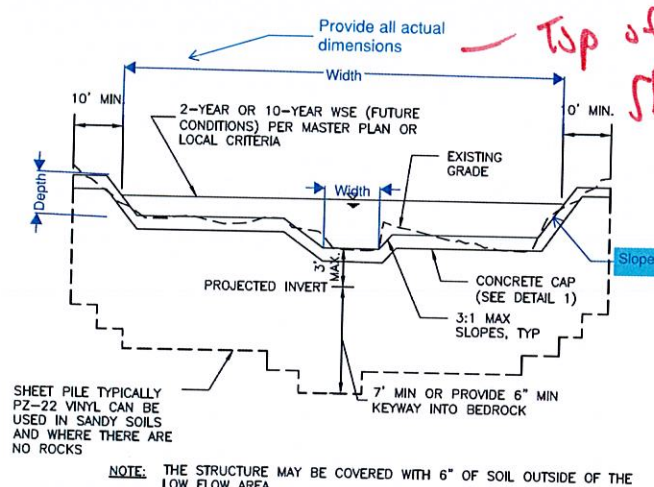 Provide all actual
dimensions
Top of
Width
10' MIN.
10' MIN.
2-YEAR OR 10-YEAR WSE (FUTURE
CONDITIONS) PER MASTER PLAN OR
LOCAL CRITERIA
EXISTING
GRADE
Depth
Width
Slope
3'
MAX.
PROJECTED INVERT
CONCRETE CAP
(SEE DETAIL 1)
3:1 MAX
SLOPES, TYP
SHEET PILE TYPICALLY
PZ-22 VINYL CAN BE
USED IN SANDY SOILS
AND WHERE THERE ARE
NO ROCKS
7' MIN OR PROVIDE 6" MIN
KEYWAY INTO BEDROCK
NOTE: THE STRUCTURE MAY BE COVERED WITH 6" OF SOIL OUTSIDE OF THE
LOW FLOW AREA